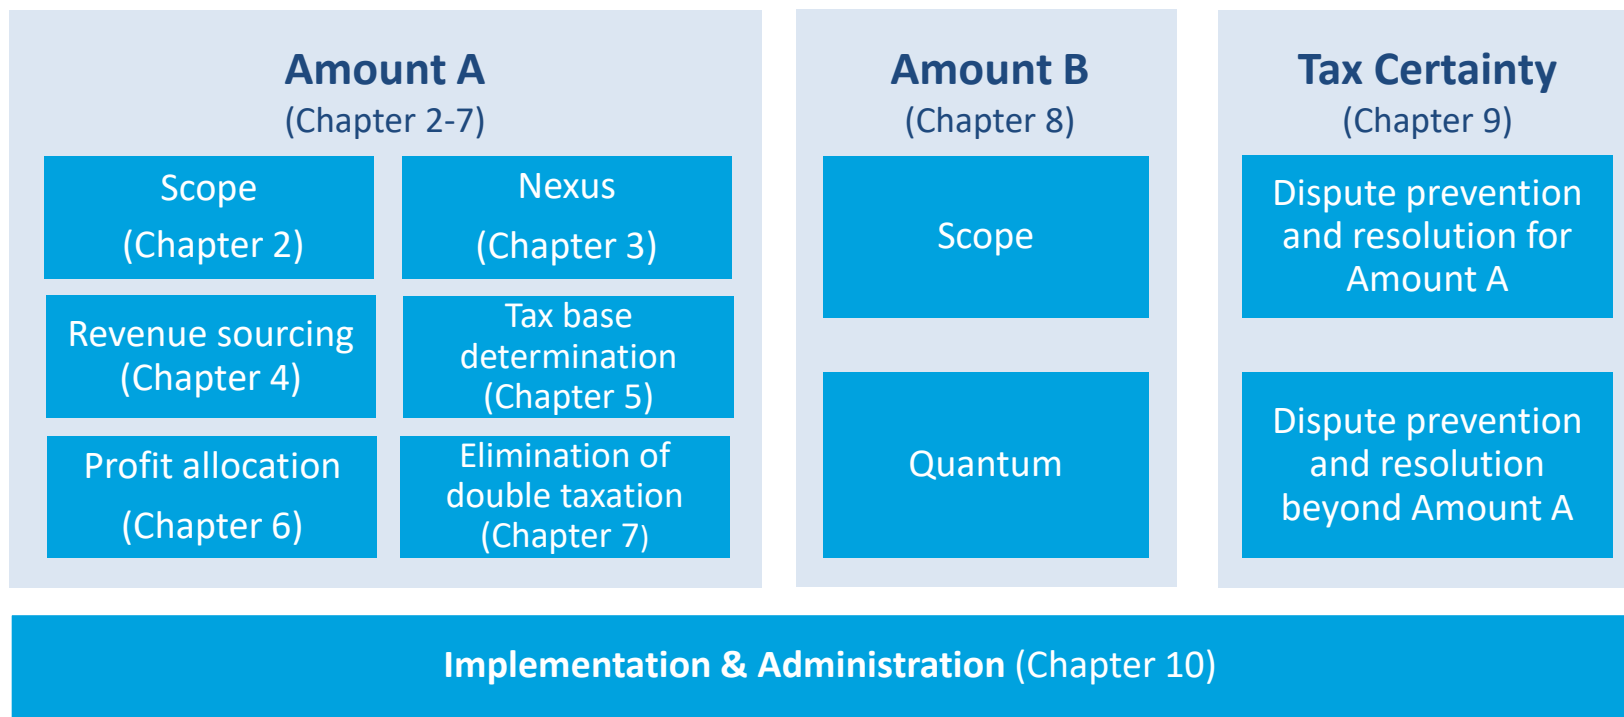 Amount A
(Chapter 2-7)
Scope
(Chapter 2)
Nexus
(Chapter 3)
Revenue sourcing
(Chapter 4)
Tax base
determination
(Chapter 5)
Profit allocation
(Chapter 6)
Elimination of
double taxation
(Chapter 7)
Amount B
(Chapter 8)
Scope
Quantum
Tax Certainty
(Chapter 9)
Dispute prevention
and resolution for
Amount A
Dispute prevention
and resolution
beyond Amount A
Implementation & Administration (Chapter 10)